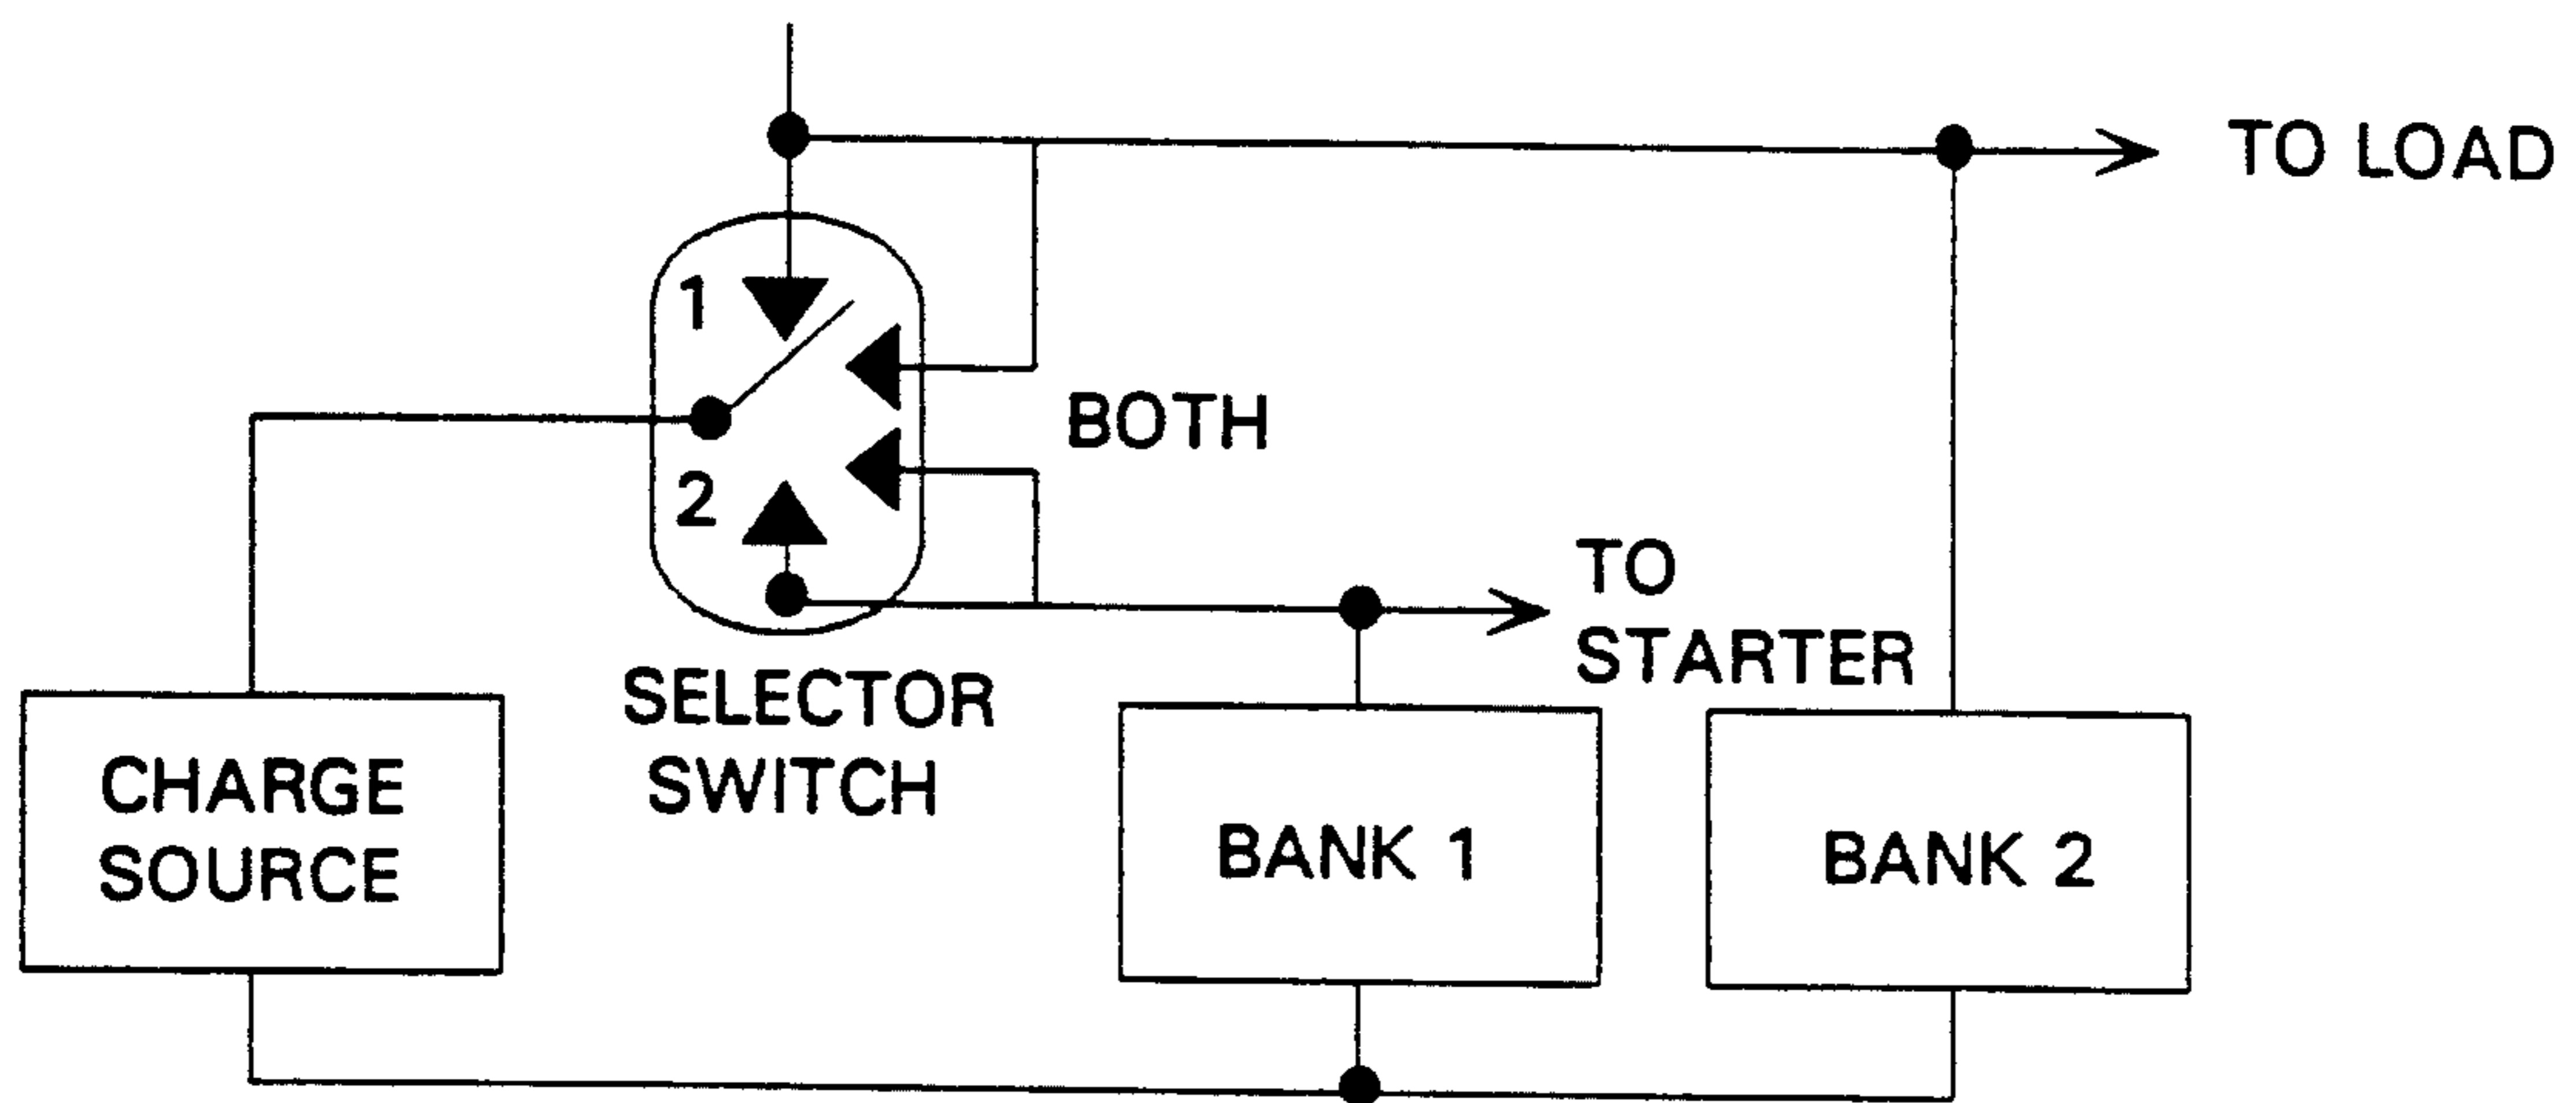 TO LOAD
1
BOTH
2
TO
STARTER
SELECTOR
SWITCH
CHARGE
SOURCE
BANK 1
BANK 2